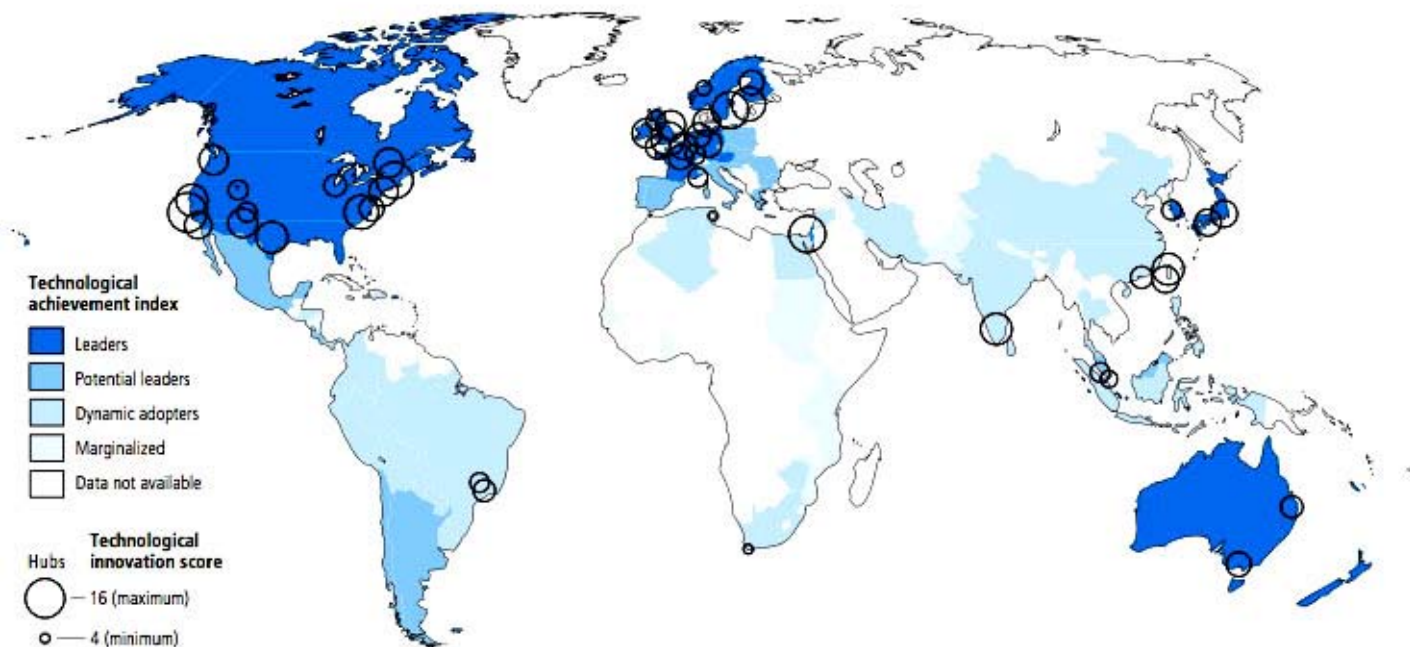 Technological
achievement index
Leaders
Potential leaders
Dynamic adopters
Marginalized
Data not available
Technological
innovation score
Hubs
16 (maximum)
4 (minimum)